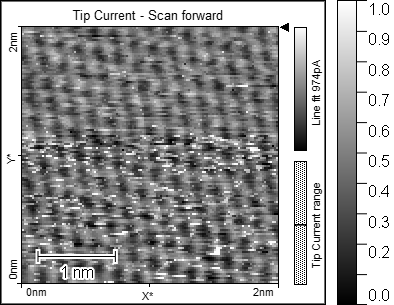 Tip Current - Scan forward
2nm
Y*
0nm
1 nm
0nm
X*
2nm
Line fit 974pA
Tip Current range
1.0
0.9
0.8
0.7
0.6
0.5
0.4
0.3
0.2
0.1
0.0